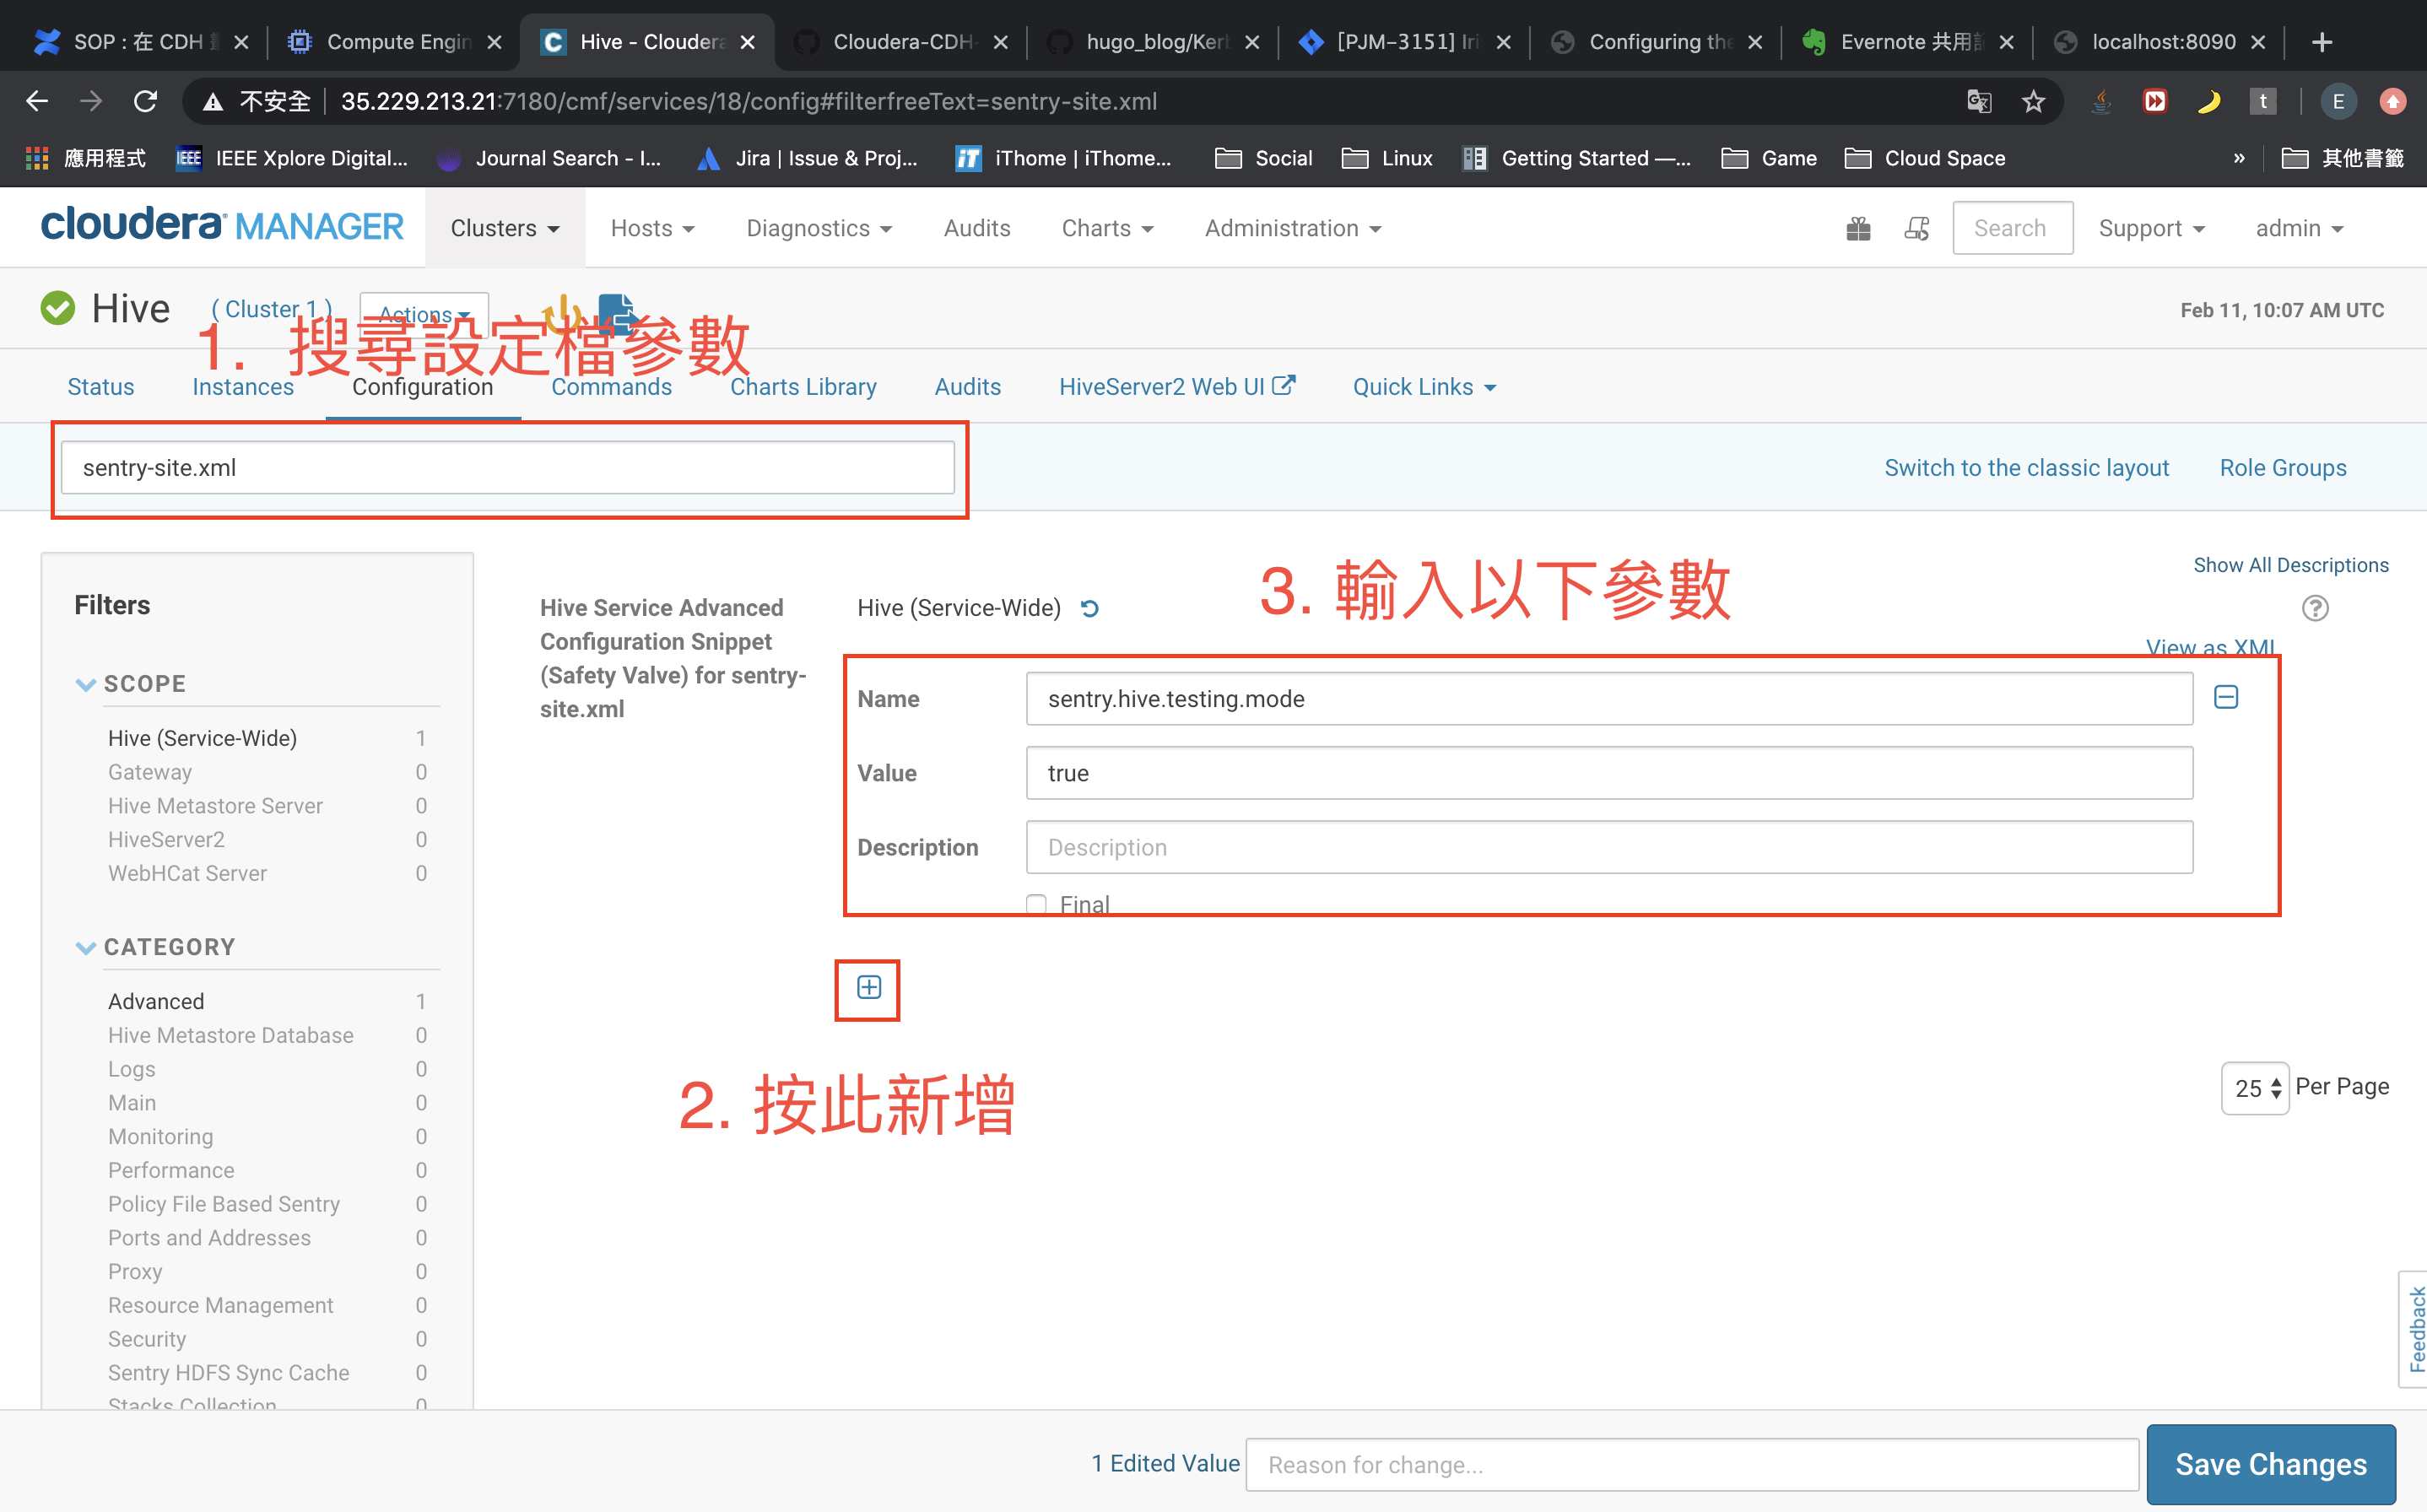 SOP : 在 CDH
Compute Engin
Hive - Cloudera
Cloudera-CDH-
hugo_blog/Kerb
[PJM-3151] Iri
Configuring the
Evernote 共用
localhost:8090
不安全
35.229.213.21:7180/cmf/services/18/config#filterfreeText=sentry-site.xml
t
E
應用程式
IEEE
IEEE Xplore Digital...
Journal Search - I...
Jira | Issue & Proj...
iT
iThome | iThome...
Social
Linux
Getting Started —...
Game
Cloud Space
»
其他書籤
cloudera MANAGER
Clusters
Hosts
Diagnostics
Audits
Charts
Administration
Search
Support
admin
Hive
( Cluster 1 )
Actions
Feb 11, 10:07 AM UTC
1. 搜尋設定檔參數
Status
Instances
Configuration
Commands
Charts Library
Audits
HiveServer2 Web UI
Quick Links
sentry-site.xml
Switch to the classic layout
Role Groups
Show All Descriptions
3. 輸入以下參數
Filters
Hive Service Advanced
Configuration Snippet
(Safety Valve) for sentry-
site.xml
Hive (Service-Wide)
View as XML
Name
sentry.hive.testing.mode
Value
true
Description
Description
Final
2. 按此新增
SCOPE
Hive (Service-Wide) 1
Gateway 0
Hive Metastore Server 0
HiveServer2 0
WebHCat Server 0
CATEGORY
Advanced 1
Hive Metastore Database 0
Logs 0
Main 0
Monitoring 0
Performance 0
Policy File Based Sentry 0
Ports and Addresses 0
Proxy 0
Resource Management 0
Security 0
Sentry HDFS Sync Cache 0
Stacks Collection 0
25 Per Page
Feedback
1 Edited Value
Reason for change...
Save Changes